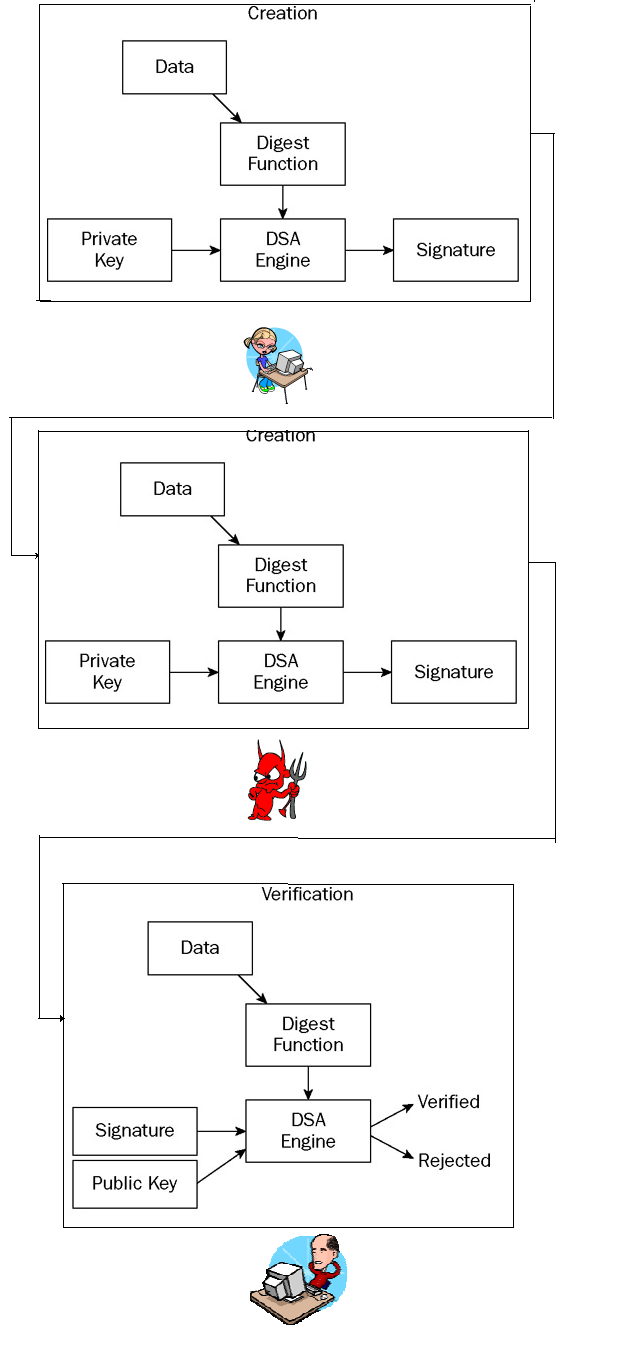 Creation
Data
Digest
Function
Private
Key
DSA
Engine
Signature
Creation
Data
Digest
Function
Private
Key
DSA
Engine
Signature
Verification
Data
Digest
Function
Signature
DSA
Engine
Verified
Rejected
Public Key